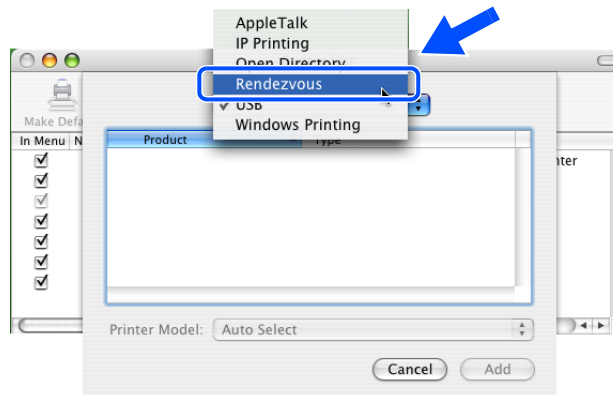 AppleTalk
IP Printing
Open Directory
Rendezvous
USB
Windows Printing
Make Defa
In Menu N
Product
Type
nter
Printer Model: Auto Select
Cancel Add